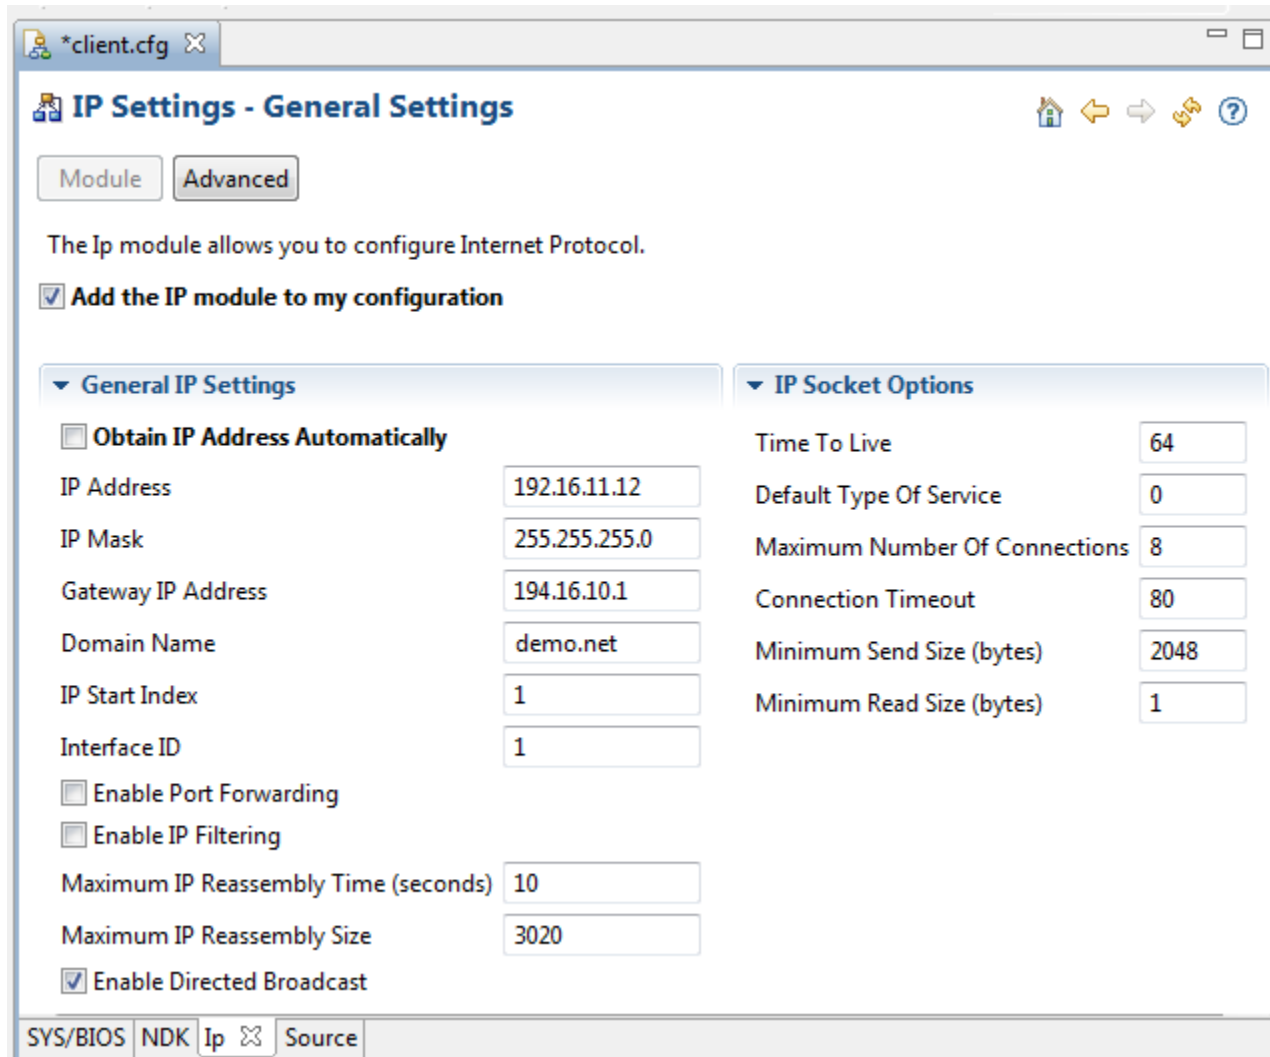 *client.cfg
IP Settings - General Settings
Module Advanced
The Ip module allows you to configure Internet Protocol.
Add the IP module to my configuration
General IP Settings
Obtain IP Address Automatically
IP Address 192.16.11.12
IP Mask 255.255.255.0
Gateway IP Address 194.16.10.1
Domain Name demo.net
IP Start Index 1
Interface ID 1
Enable Port Forwarding
Enable IP Filtering
Maximum IP Reassembly Time (seconds) 10
Maximum IP Reassembly Size 3020
Enable Directed Broadcast
IP Socket Options
Time To Live 64
Default Type Of Service 0
Maximum Number Of Connections 8
Connection Timeout 80
Minimum Send Size (bytes) 2048
Minimum Read Size (bytes) 1
SYS/BIOS NDK Ip Source